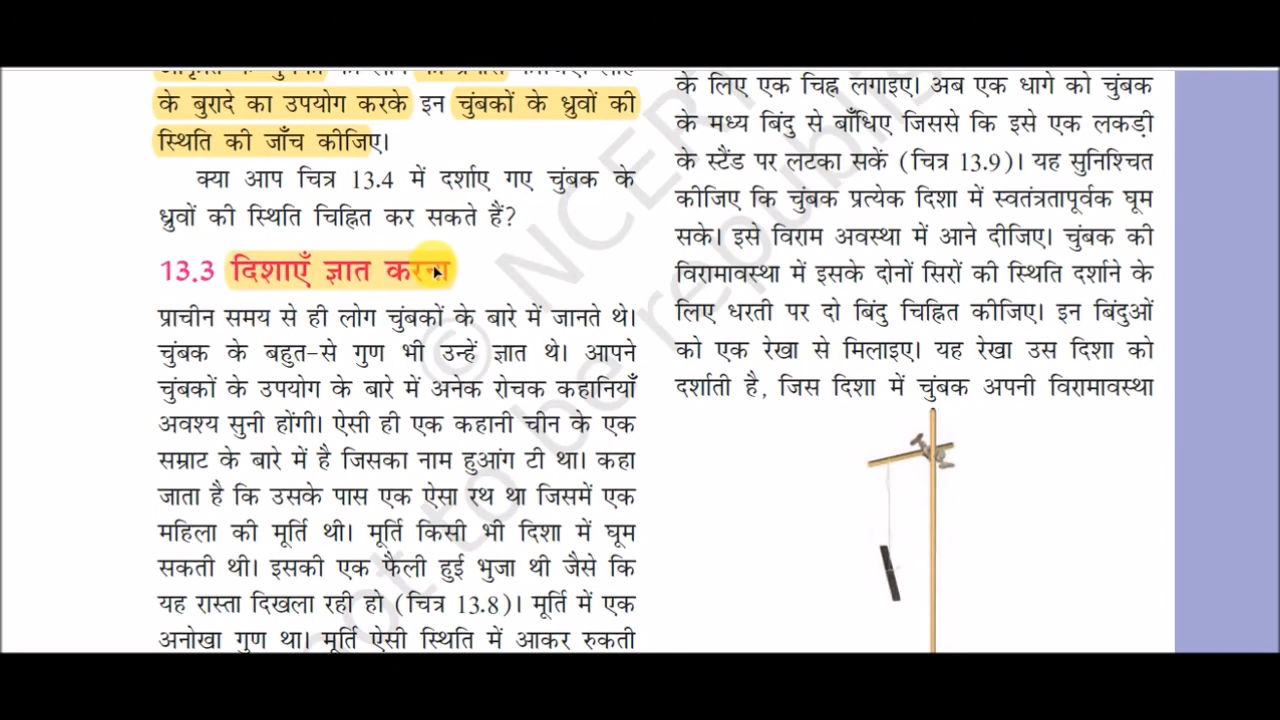 के बुरादे का उपयोग करके इन चुंबकों के ध्रुवों की
स्थिति की जाँच कीजिए।
क्या आप चित्र 13.4 में दर्शाए गए चुंबक के
ध्रुवों की स्थिति चिह्नित कर सकते हैं?
13.3 दिशाएँ ज्ञात करना
प्राचीन समय से ही लोग चुंबकों के बारे में जानते थे।
चुंबक के बहुत-से गुण भी उन्हें ज्ञात थे। आपने
चुंबकों के उपयोग के बारे में अनेक रोचक कहानियाँ
अवश्य सुनी होंगी। ऐसी ही एक कहानी चीन के एक
सम्राट के बारे में है जिसका नाम हुआंग टी था। कहा
जाता है कि उसके पास एक ऐसा रथ था जिसमें एक
महिला की मूर्ति थी। मूर्ति किसी भी दिशा में घूम
सकती थी। इसकी एक फैली हुई भुजा थी जैसे कि
यह रास्ता दिखला रही हो (चित्र 13.8)। मूर्ति में एक
अनोखा गुण था। मूर्ति ऐसी स्थिति में आकर रुकती
के लिए एक चिह्न लगाइए। अब एक धागे को चुंबक
के मध्य बिंदु से बाँधिए जिससे कि इसे एक लकड़ी
के स्टैंड पर लटका सकें (चित्र 13.9)। यह सुनिश्चित
कीजिए कि चुंबक प्रत्येक दिशा में स्वतंत्रतापूर्वक घूम
सके। इसे विराम अवस्था में आने दीजिए। चुंबक की
विरामावस्था में इसके दोनों सिरों की स्थिति दर्शाने के
लिए धरती पर दो बिंदु चिह्नित कीजिए। इन बिंदुओं
को एक रेखा से मिलाइए। यह रेखा उस दिशा को
दर्शाती है, जिस दिशा में चुंबक अपनी विरामावस्था
© NCERT
not to be republished